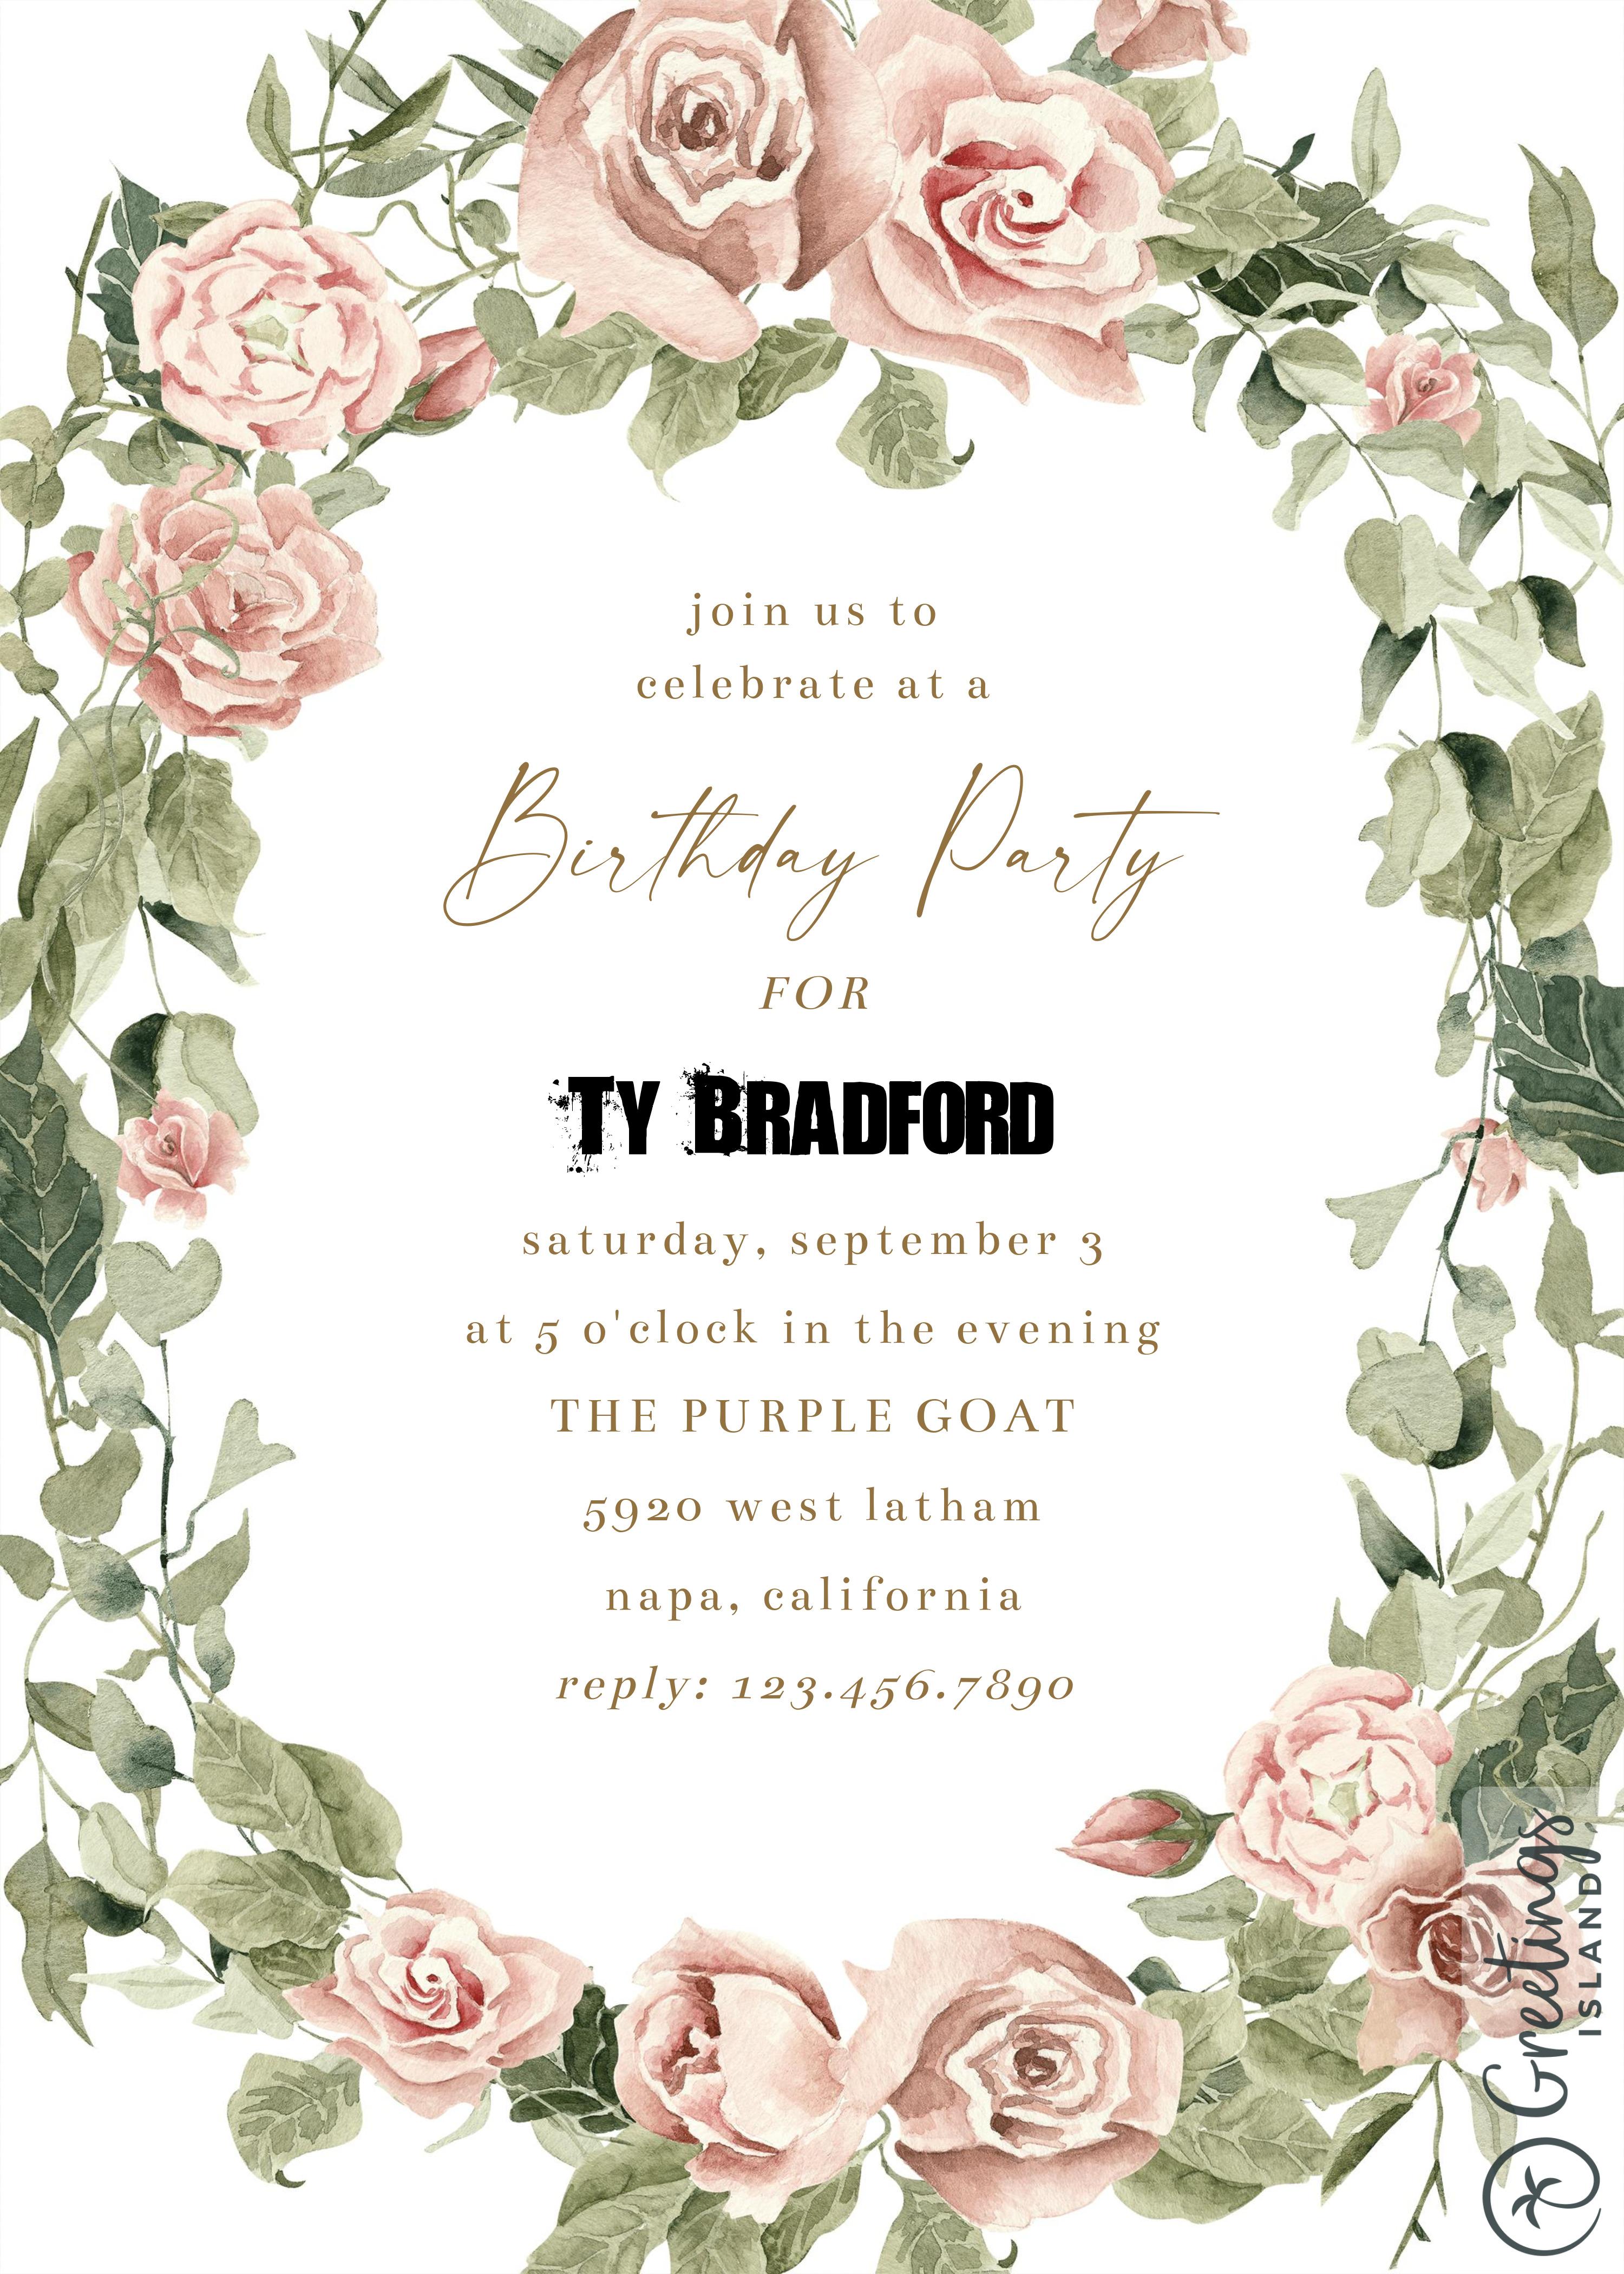 join us to
celebrate at a
Birthday Party
FOR
Ty Bradford
saturday, september 3
at 5 o'clock in the evening
THE PURPLE GOAT
5920 west latham
napa, california
reply: 123.456.7890
Greetings
ISLAND